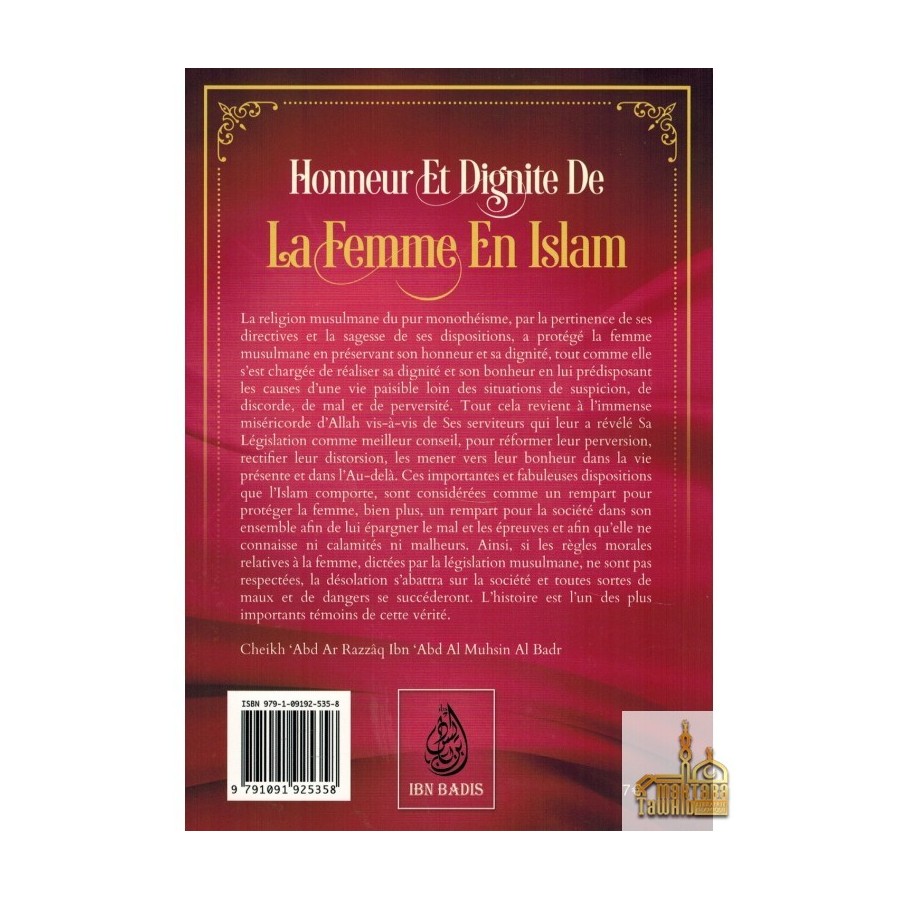 Honneur Et Dignite De
La Femme En Islam
La religion musulmane du pur monothéisme, par la pertinence de ses
directives et la sagesse de ses dispositions, a protégé la femme
musulmane en préservant son honneur et sa dignité, tout comme elle
s'est chargée de réaliser sa dignité et son bonheur en lui prédisposant
les causes d'une vie paisible loin des situations de suspicion, de
discorde, de mal et de perversité. Tout cela revient à l'immense
miséricorde d'Allah vis-à-vis de Ses serviteurs qui leur a révélé Sa
Législation comme meilleur conseil, pour réformer leur perversion,
rectifier leur distorsion, les mener vers leur bonheur dans la vie
présente et dans l'Au-delà. Ces importantes et fabuleuses dispositions
que l'Islam comporte, sont considérées comme un rempart pour
protéger la femme, bien plus, un rempart pour la société dans son
ensemble afin de lui épargner le mal et les épreuves et afin qu'elle ne
connaisse ni calamités ni malheurs. Ainsi, si les règles morales
relatives à la femme, dictées par la législation musulmane, ne sont pas
respectées, la désolation s'abattra sur la société et toutes sortes de
maux et de dangers se succéderont. L'histoire est l'un des plus
importants témoins de cette vérité.
Cheikh 'Abd Ar Razzâq Ibn 'Abd Al Muhsin Al Badr
ISBN 979-1-09192-535-8
9 791091 925358
IBN BADIS
7€
MAKTABA
TaWHID